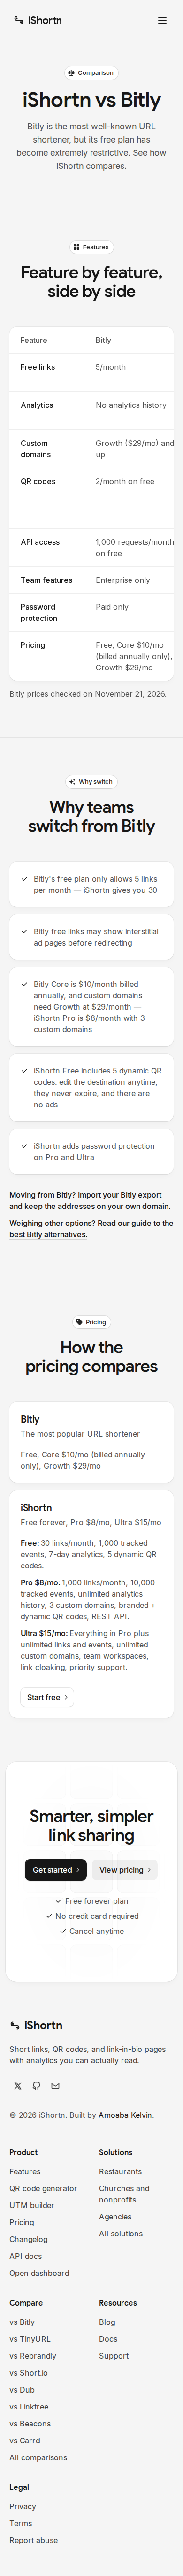 iShortn
Comparison
iShortn vs Bitly
Bitly is the most well-known URL
shortener, but its free plan has
become extremely restrictive. See how
iShortn compares.
Features
Feature by feature,
side by side
Feature Bitly
Free links 5/month
Analytics No analytics history
Custom domains Growth ($29/mo) and up
QR codes 2/month on free
API access 1,000 requests/month on free
Team features Enterprise only
Password protection Paid only
Pricing Free, Core $10/mo (billed annually only), Growth $29/mo
Bitly prices checked on November 21, 2026.
Why switch
Why teams
switch from Bitly
Bitly's free plan only allows 5 links
per month — iShortn gives you 30
Bitly free links may show interstitial
ad pages before redirecting
Bitly Core is $10/month billed
annually, and custom domains
need Growth at $29/month —
iShortn Pro is $8/month with 3
custom domains
iShortn Free includes 5 dynamic QR
codes: edit the destination anytime,
they never expire, and there are
no ads
iShortn adds password protection
on Pro and Ultra
Moving from Bitly? Import your Bitly export
and keep the addresses on your own domain.
Weighing other options? Read our guide to the
best Bitly alternatives.
Pricing
How the
pricing compares
Bitly
The most popular URL shortener
Free, Core $10/mo (billed annually
only), Growth $29/mo
iShortn
Free forever, Pro $8/mo, Ultra $15/mo
Free: 30 links/month, 1,000 tracked
events, 7-day analytics, 5 dynamic QR
codes.
Pro $8/mo: 1,000 links/month, 10,000
tracked events, unlimited analytics
history, 3 custom domains, branded +
dynamic QR codes, REST API.
Ultra $15/mo: Everything in Pro plus
unlimited links and events, unlimited
custom domains, team workspaces,
link cloaking, priority support.
Start free
Smarter, simpler
link sharing
Get started View pricing
Free forever plan
No credit card required
Cancel anytime
iShortn
Short links, QR codes, and link-in-bio pages
with analytics you can actually read.
© 2026 iShortn. Built by Amoaba Kelvin.
Product
Features
QR code generator
UTM builder
Pricing
Changelog
API docs
Open dashboard
Solutions
Restaurants
Churches and
nonprofits
Agencies
All solutions
Compare
vs Bitly
vs TinyURL
vs Rebrandly
vs Short.io
vs Dub
vs Linktree
vs Beacons
vs Carrd
All comparisons
Resources
Blog
Docs
Support
Legal
Privacy
Terms
Report abuse